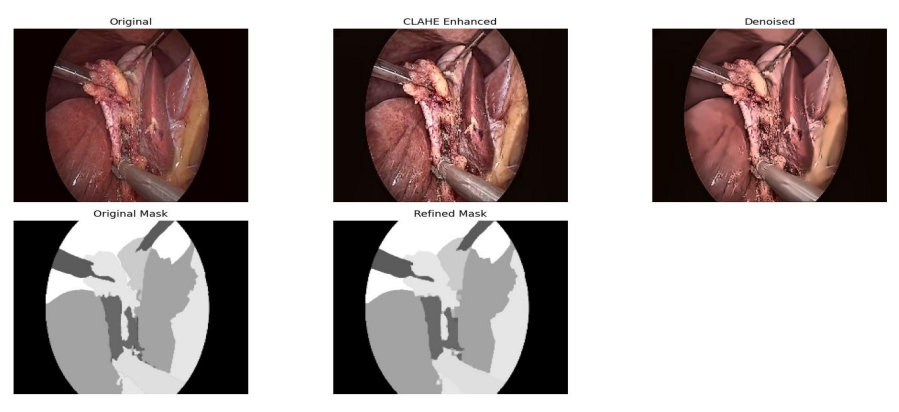 Original
CLAHE Enhanced
Denoised
Original Mask
Refined Mask